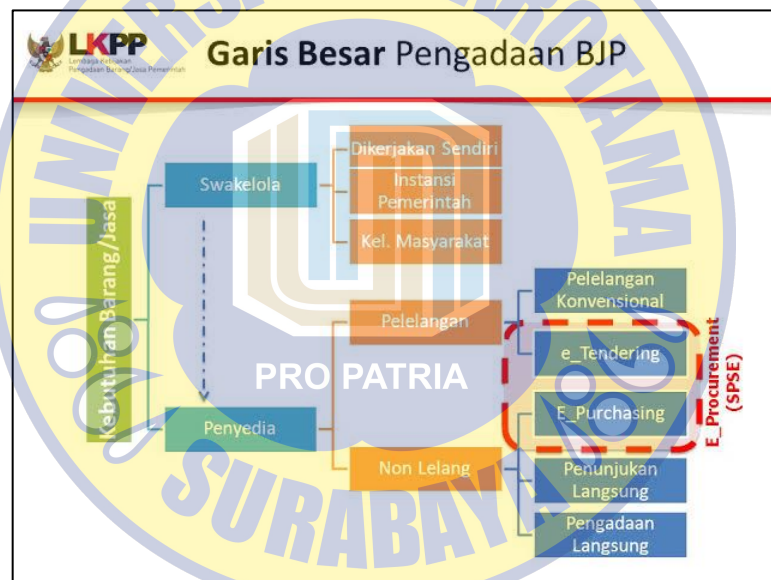 LKPP
Lembaga Kebijakan
Pengadaan Barang/Jasa Pemerintah
Garis Besar Pengadaan BJP
Kebutuhan Barang/Jasa
Swakelola
Dikerjakan Sendiri
Instansi
Pemerintah
Kel. Masyarakat
Penyedia
Pelelangan
Pelelangan
Konvensional
e_Tendering
Non Lelang
E_Purchasing
Penunjukan
Langsung
Pengadaan
Langsung
E_Procurement
(SPSE)
PRO PATRIA
SURABAYA